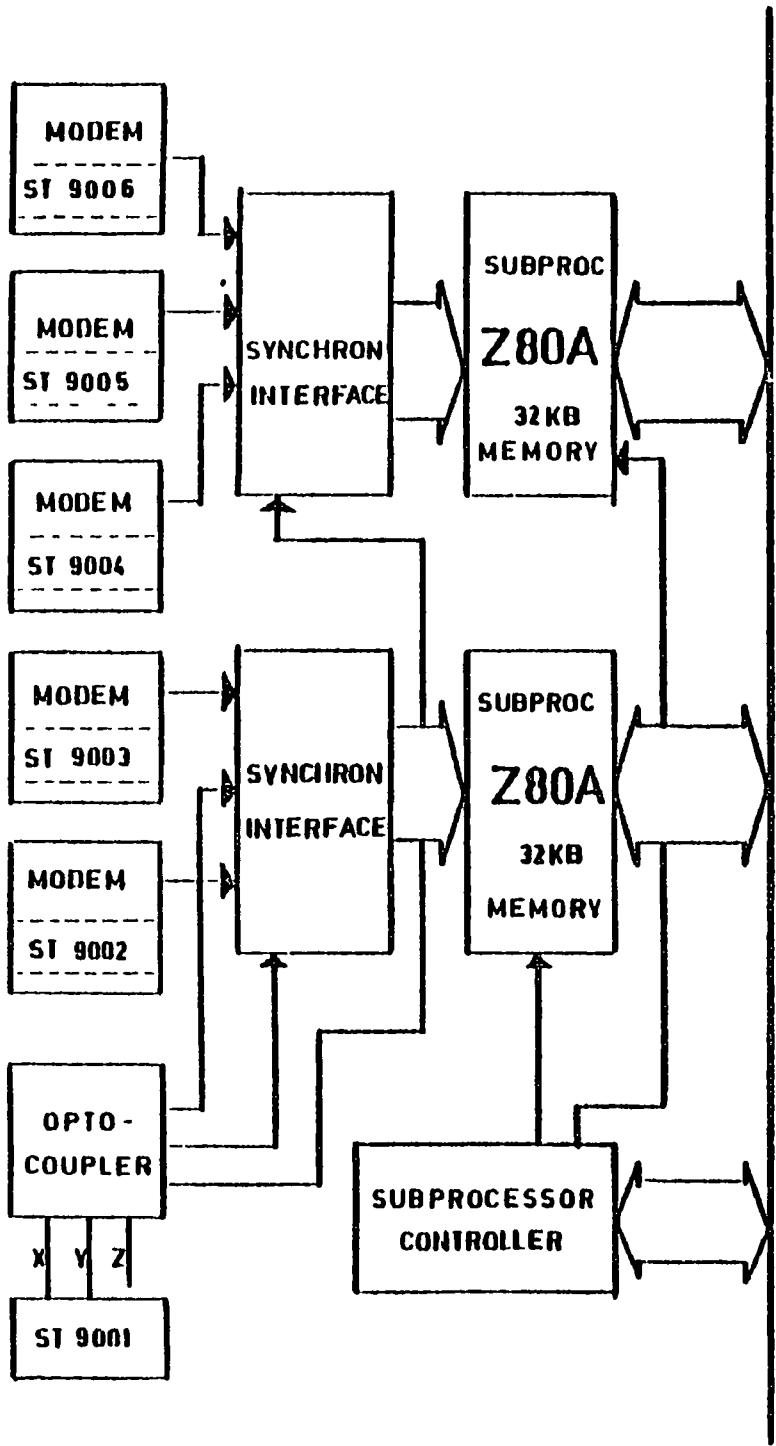 MODEM
ST 9006
MODEM
ST 9005
MODEM
ST 9004
SYNCHRON
INTERFACE
SUBPROC
Z80A
32KB
MEMORY
MODEM
ST 9003
MODEM
ST 9002
SYNCHRON
INTERFACE
SUBPROC
Z80A
32KB
MEMORY
OPTO-
COUPLER
X Y Z
ST 9001
SUBPROCESSOR
CONTROLLER